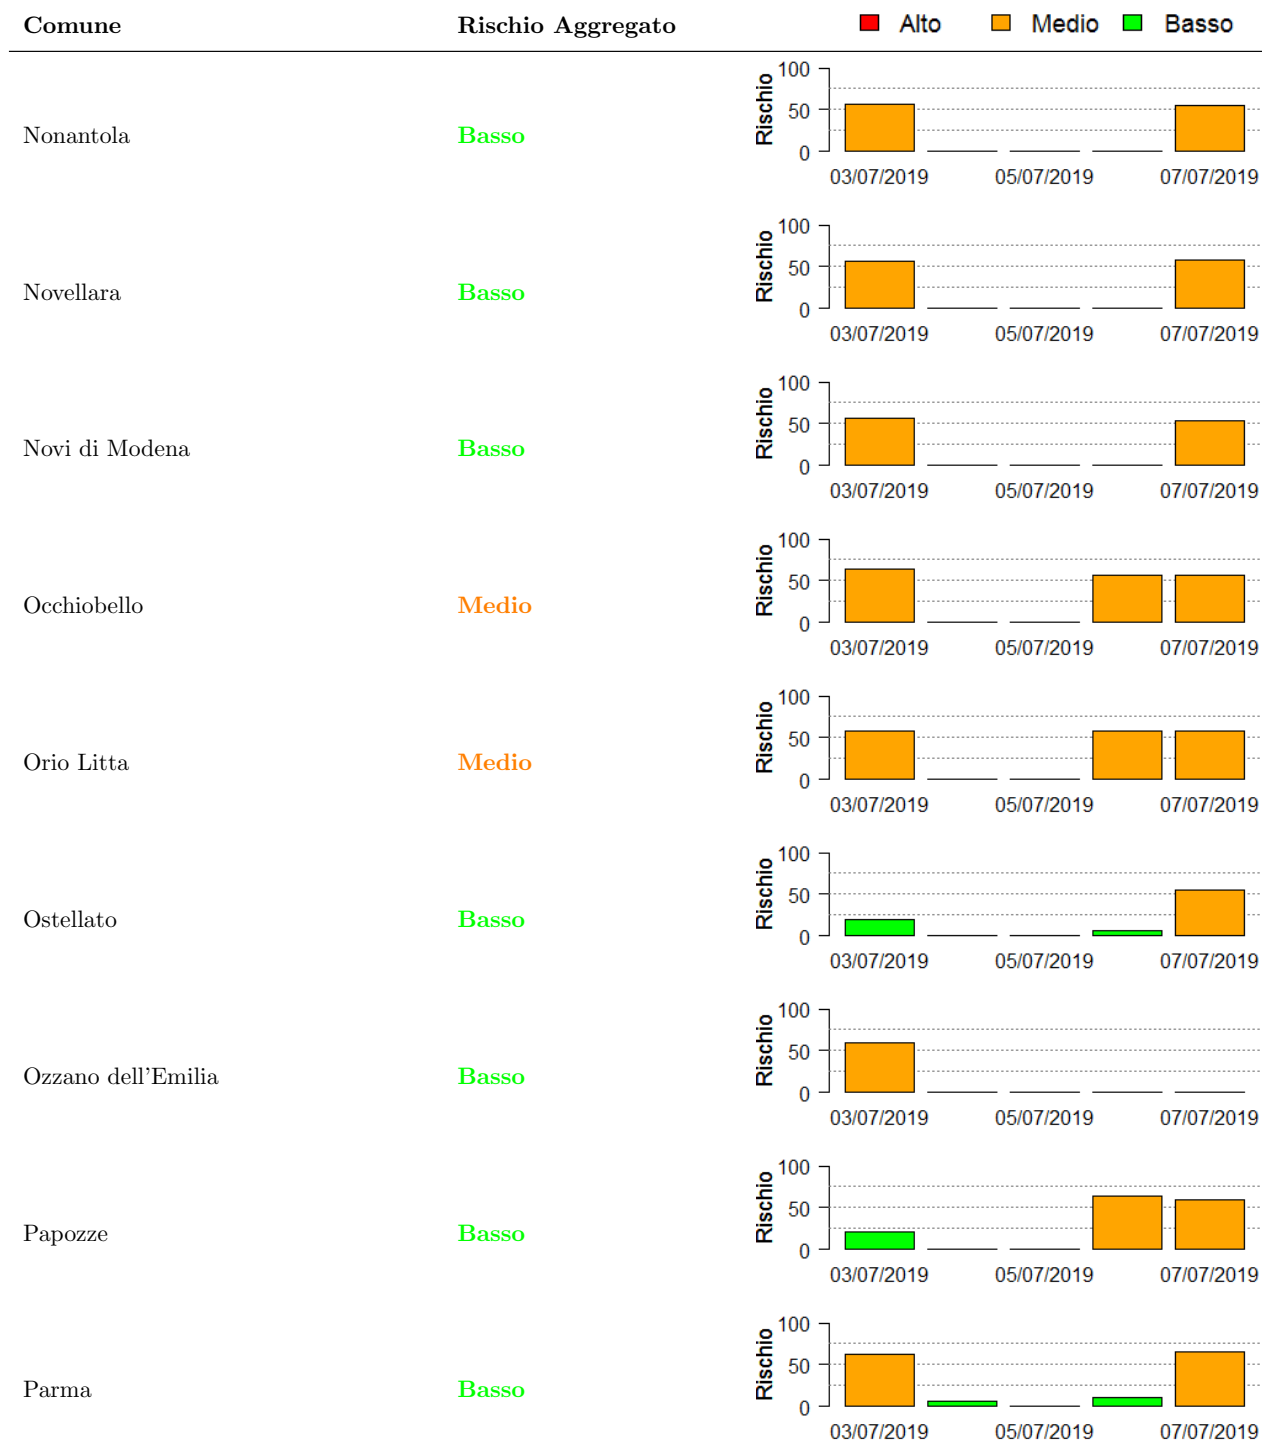 Comune Rischio Aggregato Alto Medio Basso
Nonantola Basso
Rischio
100
50
0
03/07/2019 05/07/2019 07/07/2019
Novellara Basso
Rischio
100
50
0
03/07/2019 05/07/2019 07/07/2019
Novi di Modena Basso
Rischio
100
50
0
03/07/2019 05/07/2019 07/07/2019
Occhiobello Medio
Rischio
100
50
0
03/07/2019 05/07/2019 07/07/2019
Orio Litta Medio
Rischio
100
50
0
03/07/2019 05/07/2019 07/07/2019
Ostellato Basso
Rischio
100
50
0
03/07/2019 05/07/2019 07/07/2019
Ozzano dell'Emilia Basso
Rischio
100
50
0
03/07/2019 05/07/2019 07/07/2019
Papozze Basso
Rischio
100
50
0
03/07/2019 05/07/2019 07/07/2019
Parma Basso
Rischio
100
50
0
03/07/2019 05/07/2019 07/07/2019